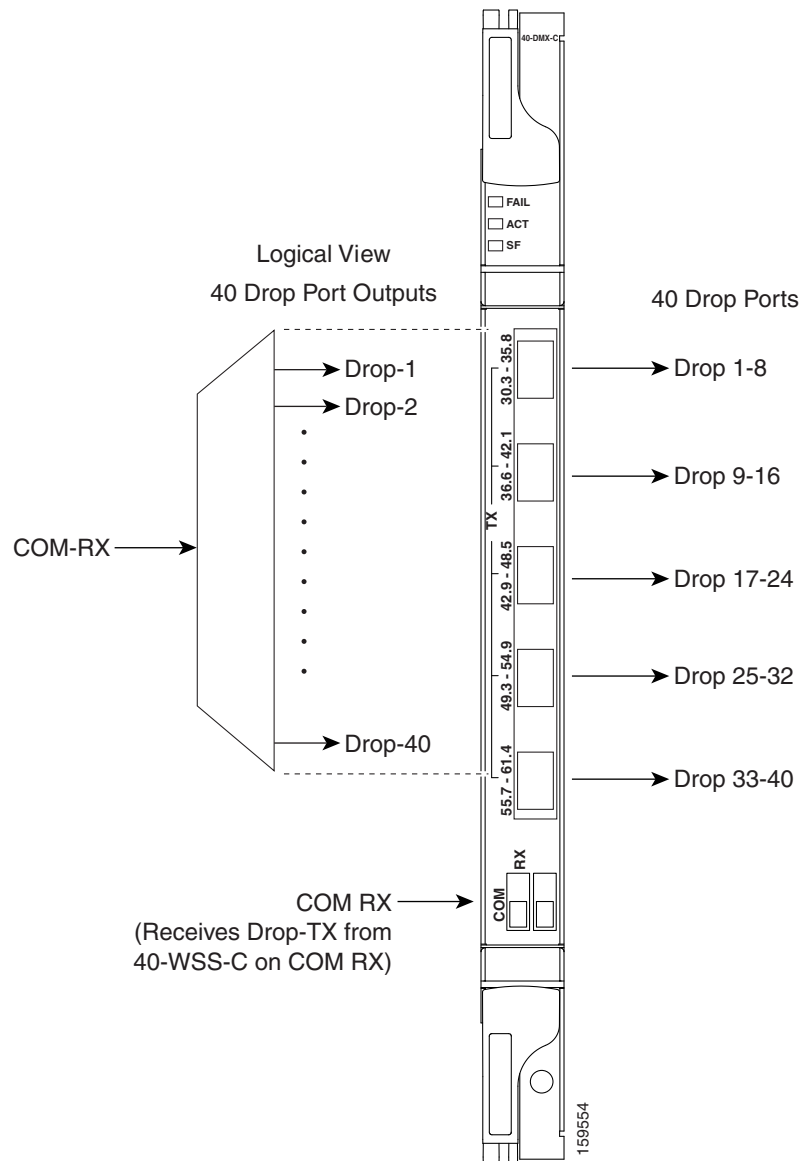 40-DMX-C
FAIL
ACT
SF
Logical View
40 Drop Port Outputs
40 Drop Ports
Drop-1
Drop-2
Drop-40
COM-RX
30.3 - 35.8
36.6 - 42.1
TX
42.9 - 48.5
49.3 - 54.9
55.7 - 61.4
Drop 1-8
Drop 9-16
Drop 17-24
Drop 25-32
Drop 33-40
RX
COM
COM RX
(Receives Drop-TX from
40-WSS-C on COM RX)
159554